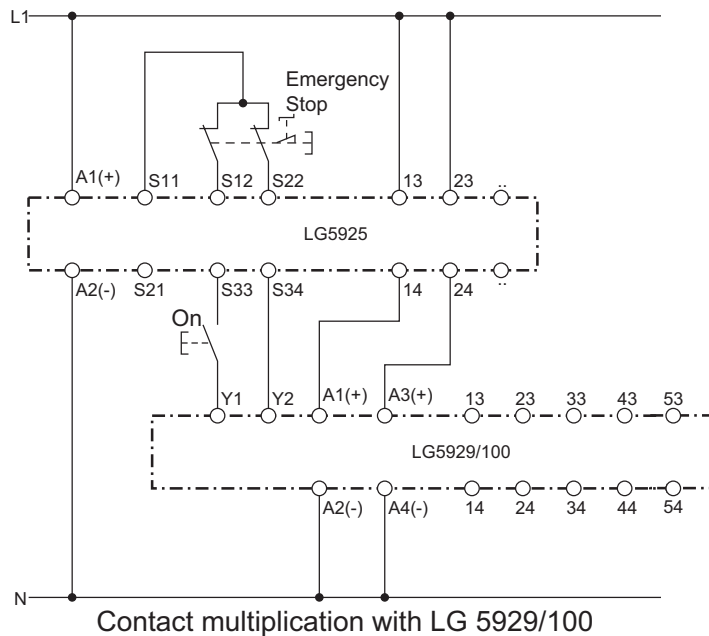 L1
Emergency
Stop
A1(+) S11 S12 S22 13 23 ..
LG5925
A2(-) S21 S33 S34 14 24 ..
On
Y1 Y2 A1(+) A3(+) 13 23 33 43 53
LG5929/100
A2(-) A4(-) 14 24 34 44 54
N
Contact multiplication with LG 5929/100